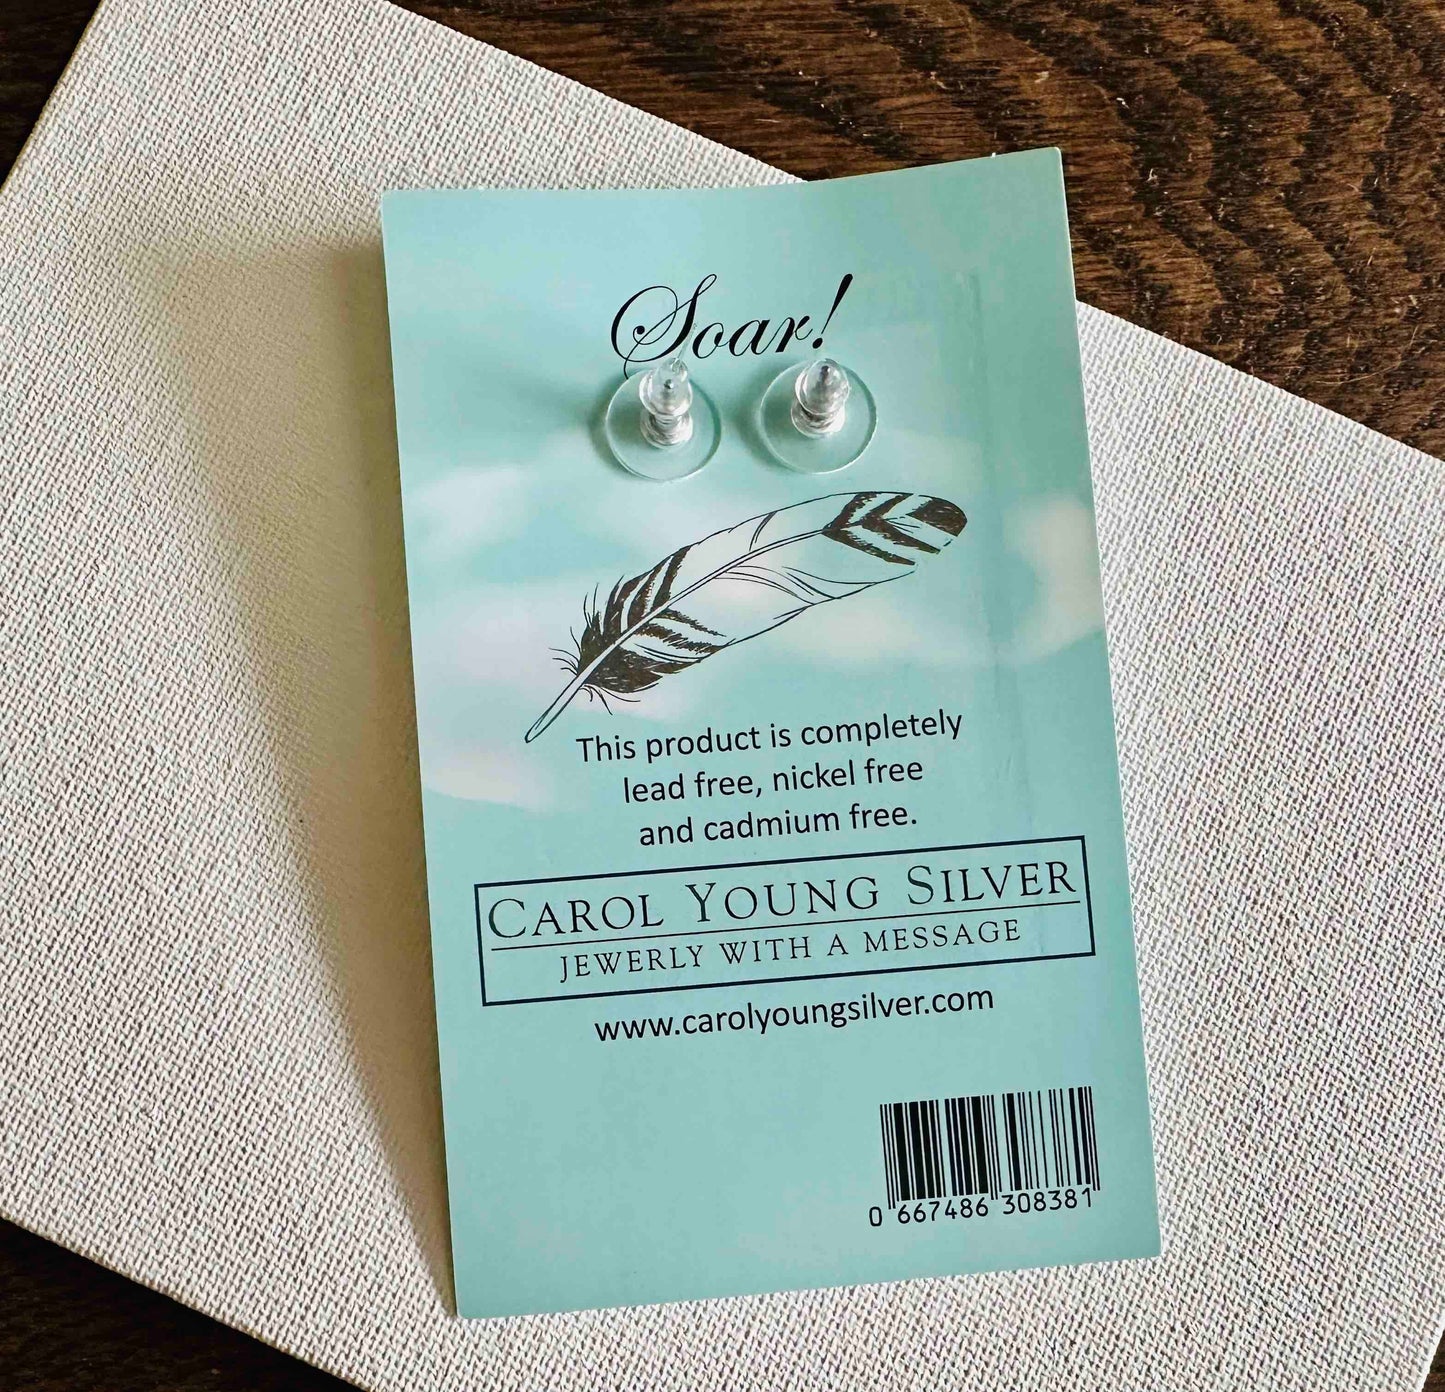 Soar!
This product is completely
lead free, nickel free
and cadmium free.
CAROL YOUNG SILVER
JEWERLY WITH A MESSAGE
www.carolyoungsilver.com
0 667486 308381